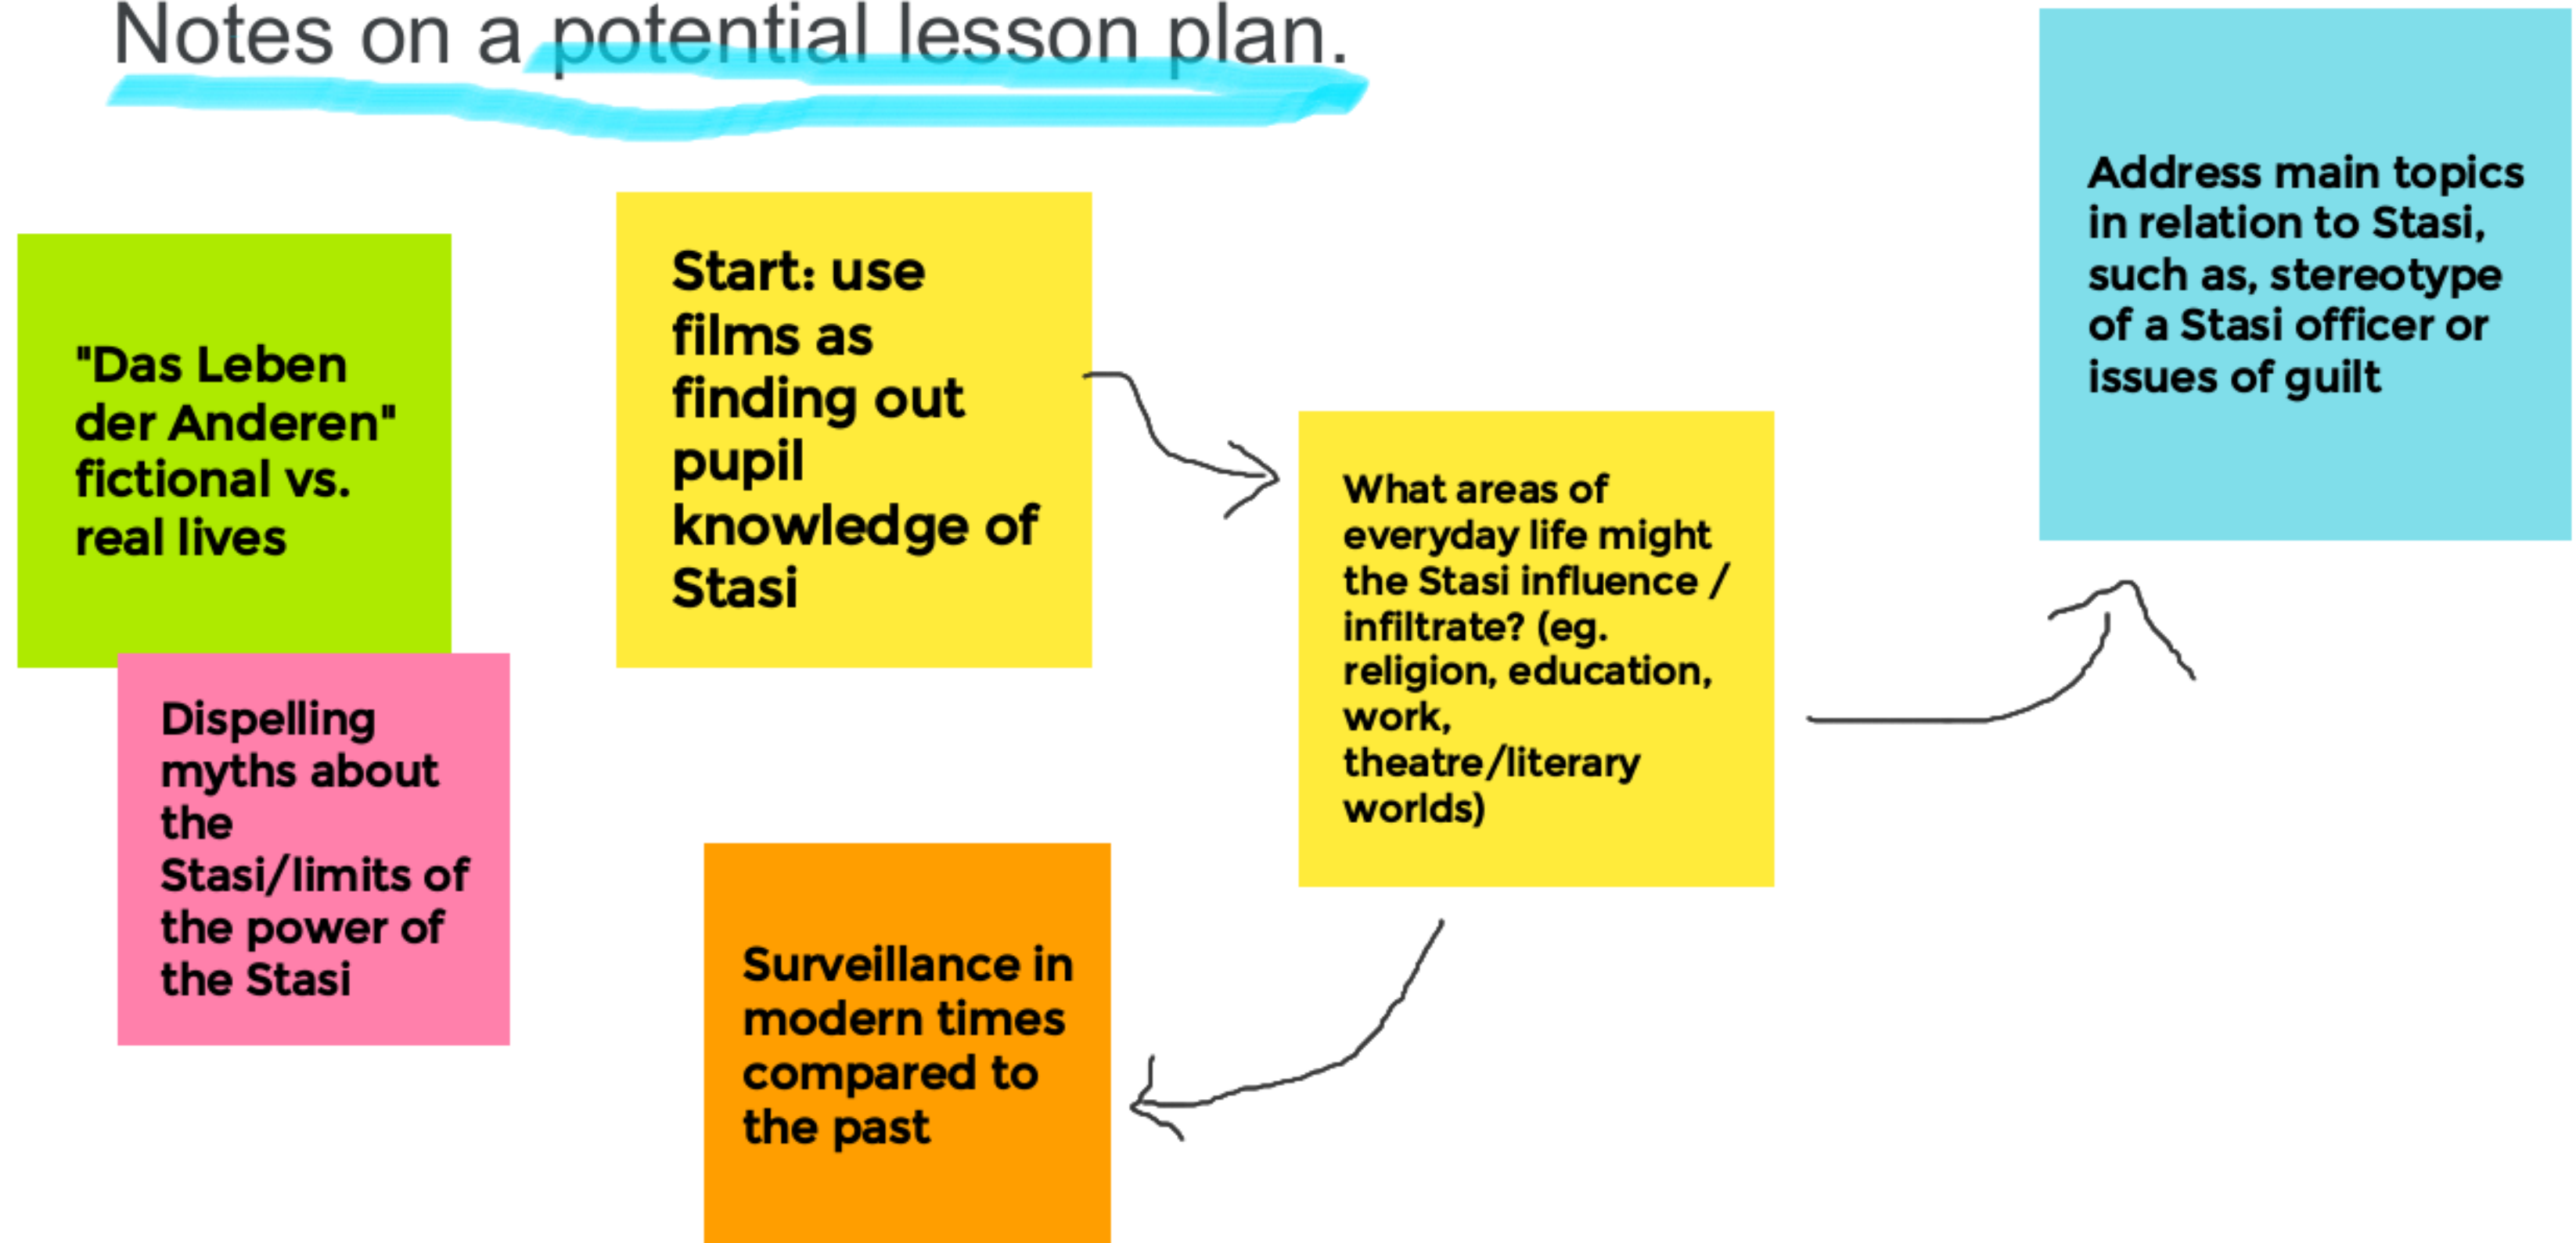 Notes on a potential lesson plan.
"Das Leben
der Anderen"
fictional vs.
real lives
Dispelling
myths about
the
Stasi/limits of
the power of
the Stasi
Start: use
films as
finding out
pupil
knowledge of
Stasi
What areas of
everyday life might
the Stasi influence /
infiltrate? (eg.
religion, education,
work,
theatre/literary
worlds)
Address main topics
in relation to Stasi,
such as, stereotype
of a Stasi officer or
issues of guilt
Surveillance in
modern times
compared to
the past